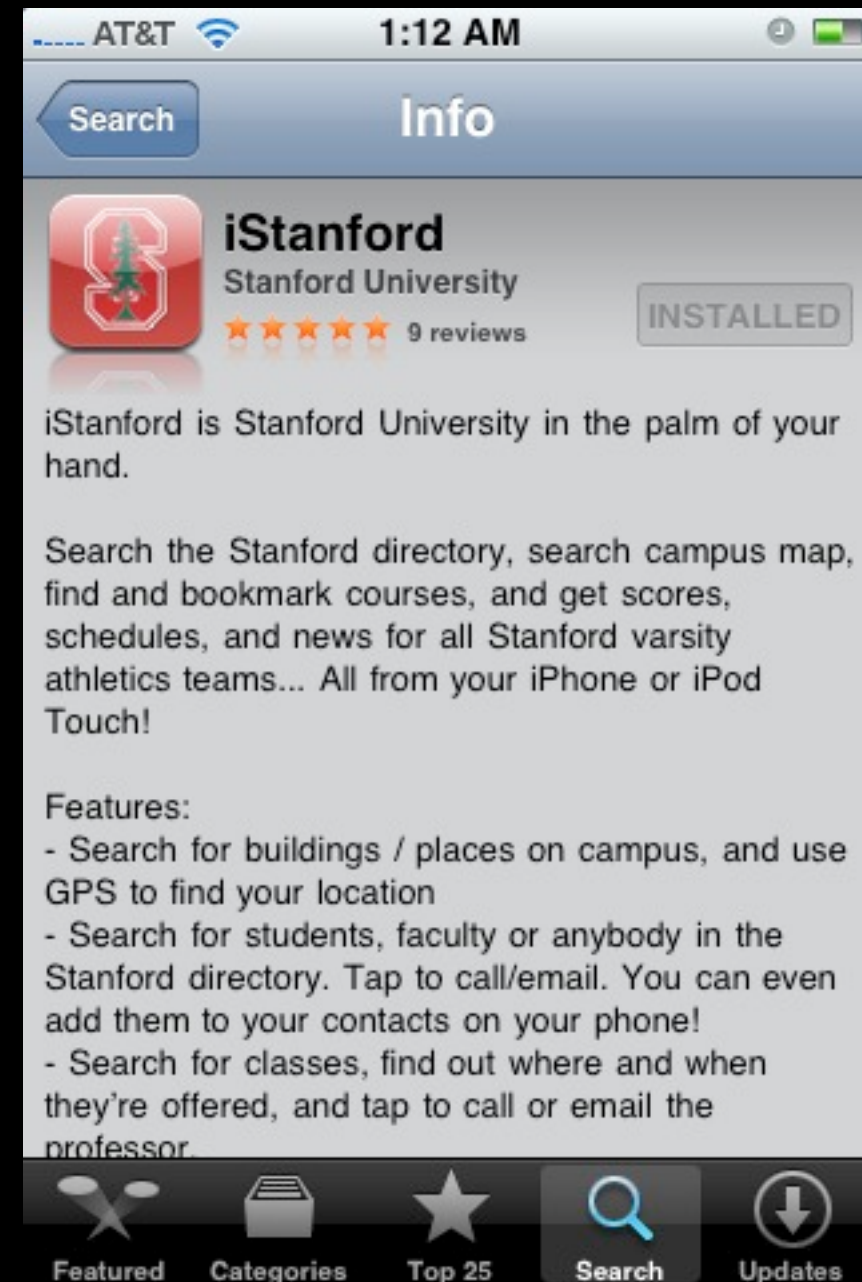 AT&T 1:12 AM
Search Info
iStanford
Stanford University
9 reviews
INSTALLED
iStanford is Stanford University in the palm of your
hand.
Search the Stanford directory, search campus map,
find and bookmark courses, and get scores,
schedules, and news for all Stanford varsity
athletics teams... All from your iPhone or iPod
Touch!
Features:
- Search for buildings / places on campus, and use
GPS to find your location
- Search for students, faculty or anybody in the
Stanford directory. Tap to call/email. You can even
add them to your contacts on your phone!
- Search for classes, find out where and when
they're offered, and tap to call or email the
professor.
Featured Categories Top 25 Search Updates